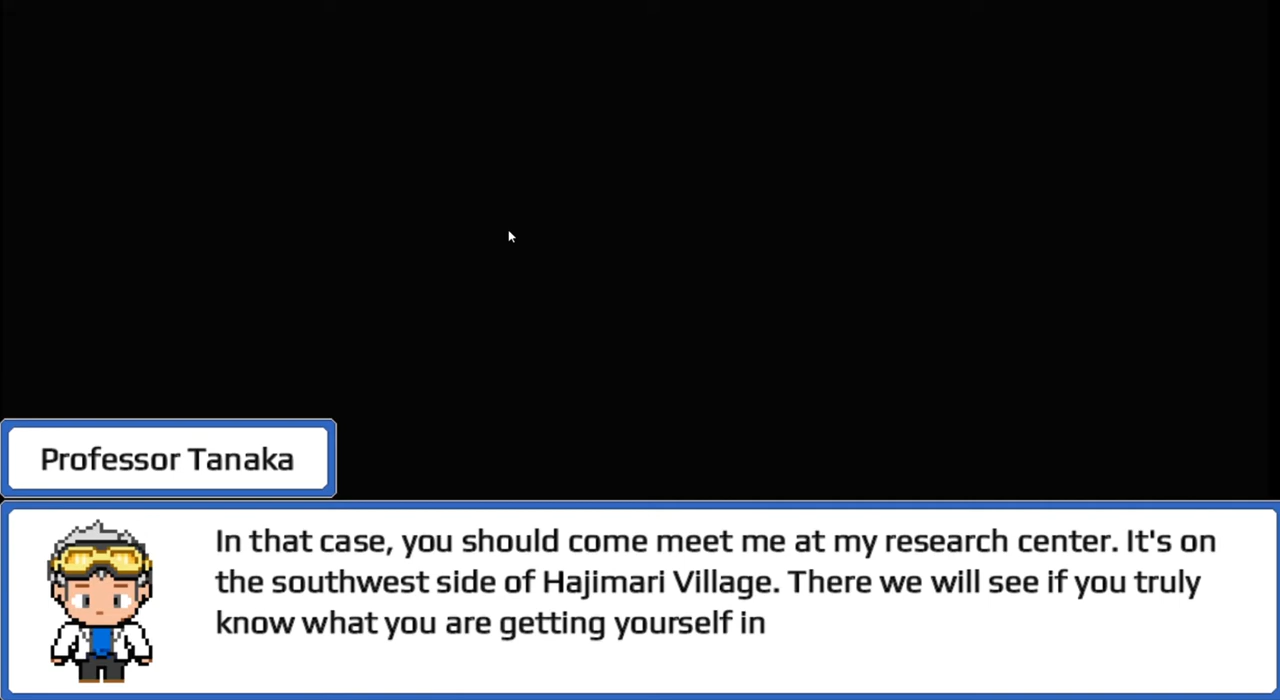 Professor Tanaka
In that case, you should come meet me at my research center. It's on
the southwest side of Hajimari Village. There we will see if you truly
know what you are getting yourself in